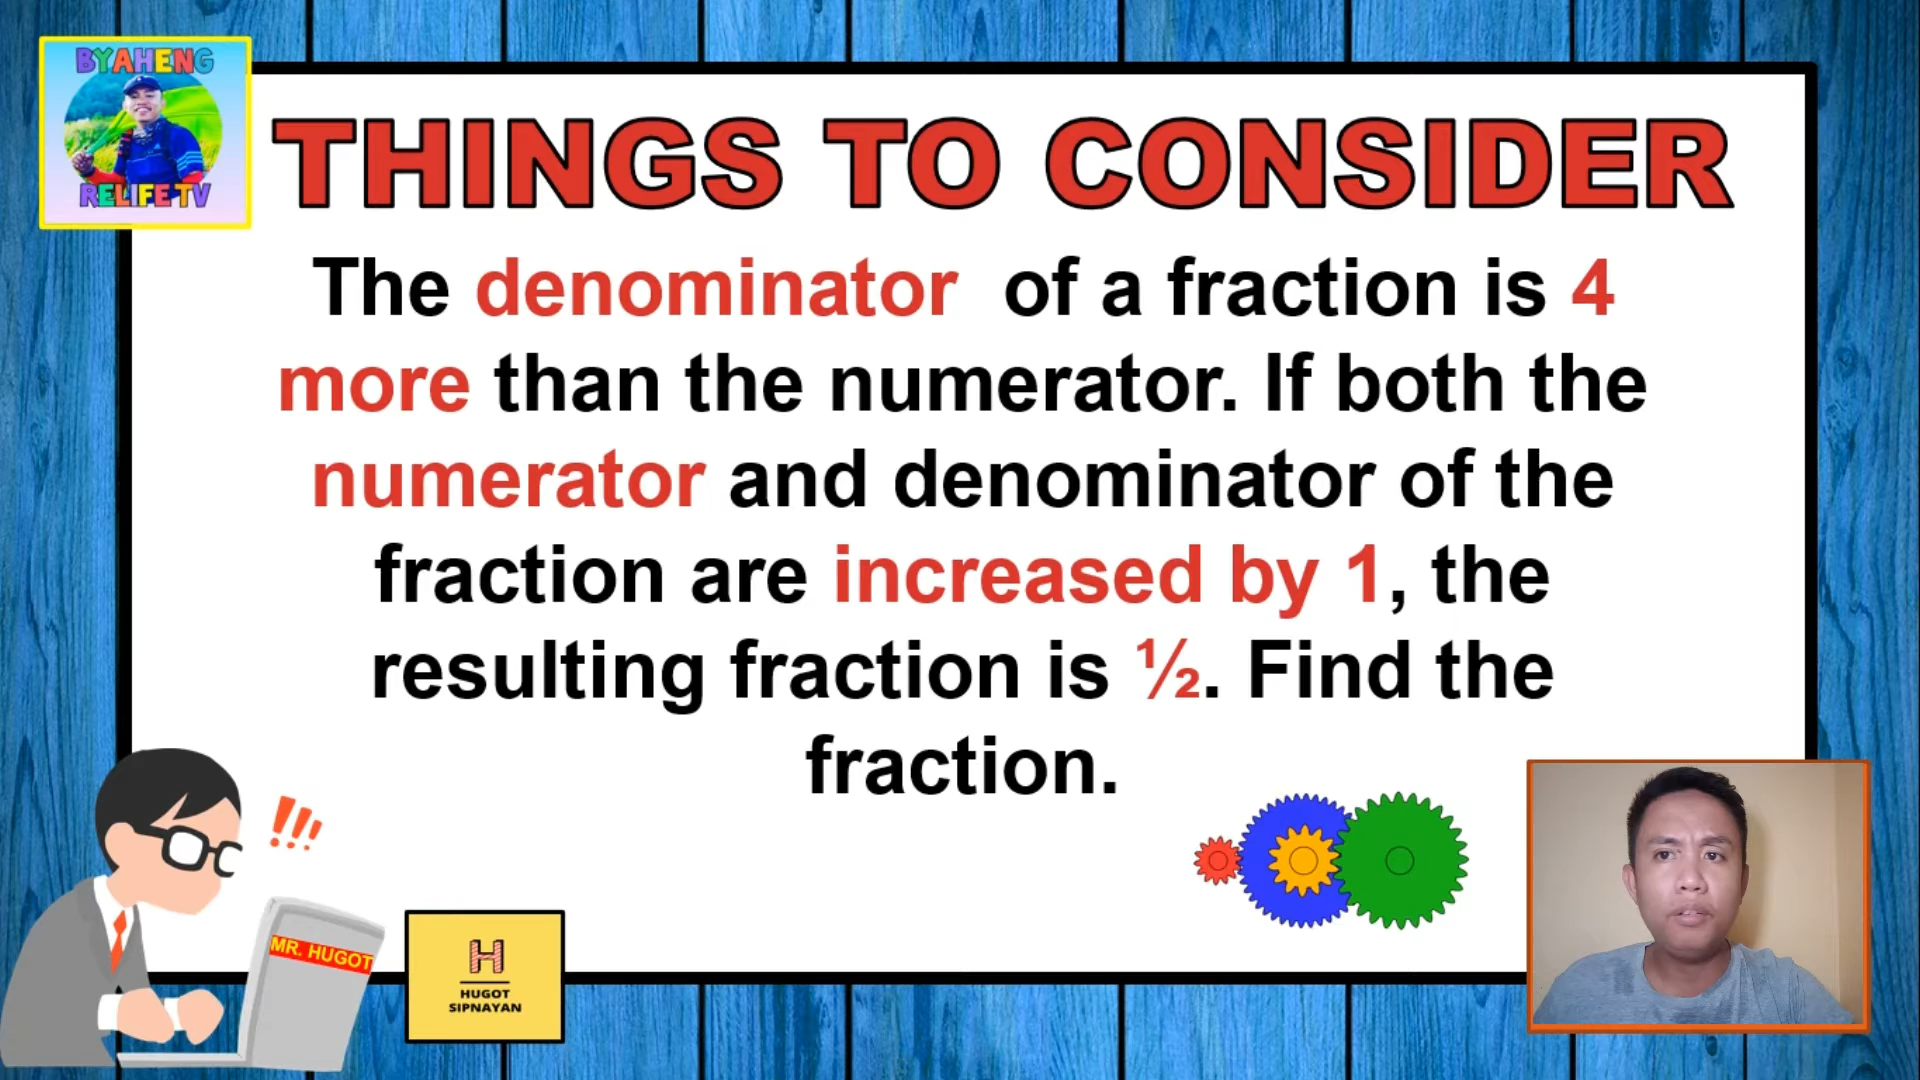 BYAHENG
RELIFE TV
THINGS TO CONSIDER
The denominator of a fraction is 4
more than the numerator. If both the
numerator and denominator of the
fraction are increased by 1, the
resulting fraction is ½. Find the
fraction.
!!!
MR. HUGOT
H
HUGOT
SIPNAYAN